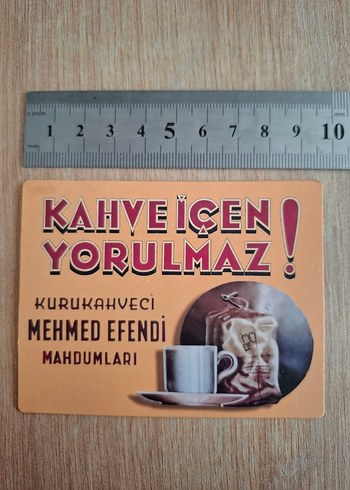 1 2 3 4 5 6 7 8 9 10
KAHVE İÇEN
YORULMAZ!
KURUKAHVECİ
MEHMED EFENDİ
MAHDUMLARI